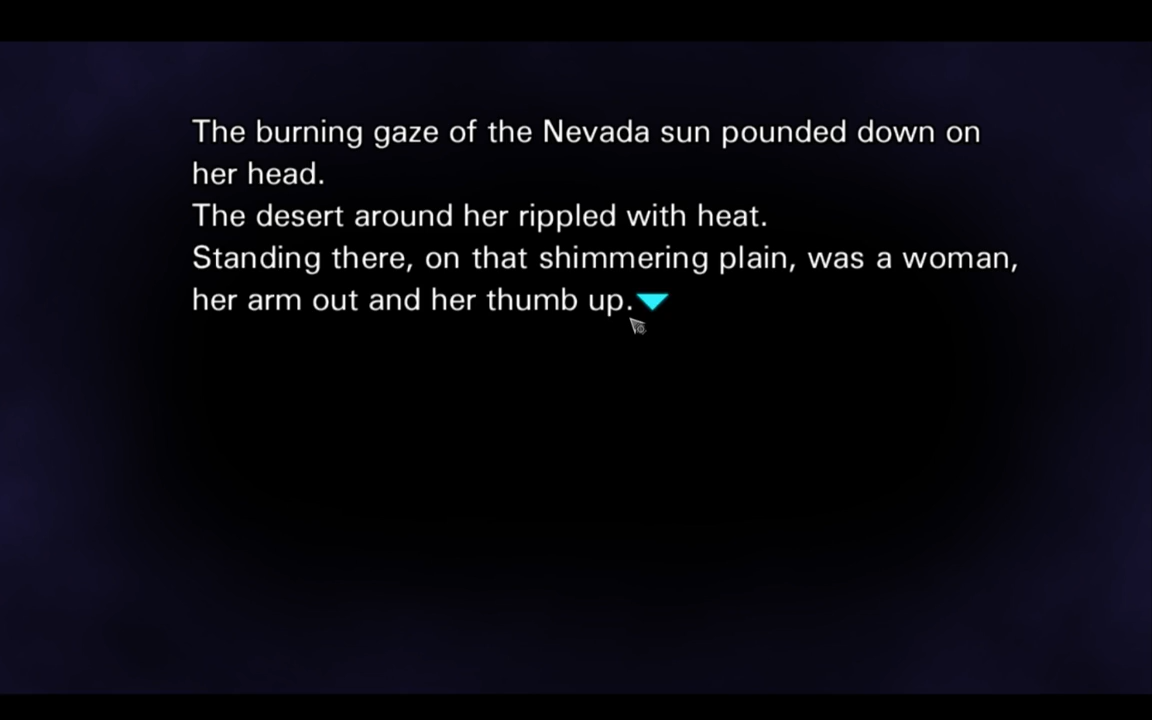 The burning gaze of the Nevada sun pounded down on
her head.
The desert around her rippled with heat.
Standing there, on that shimmering plain, was a woman,
her arm out and her thumb up.